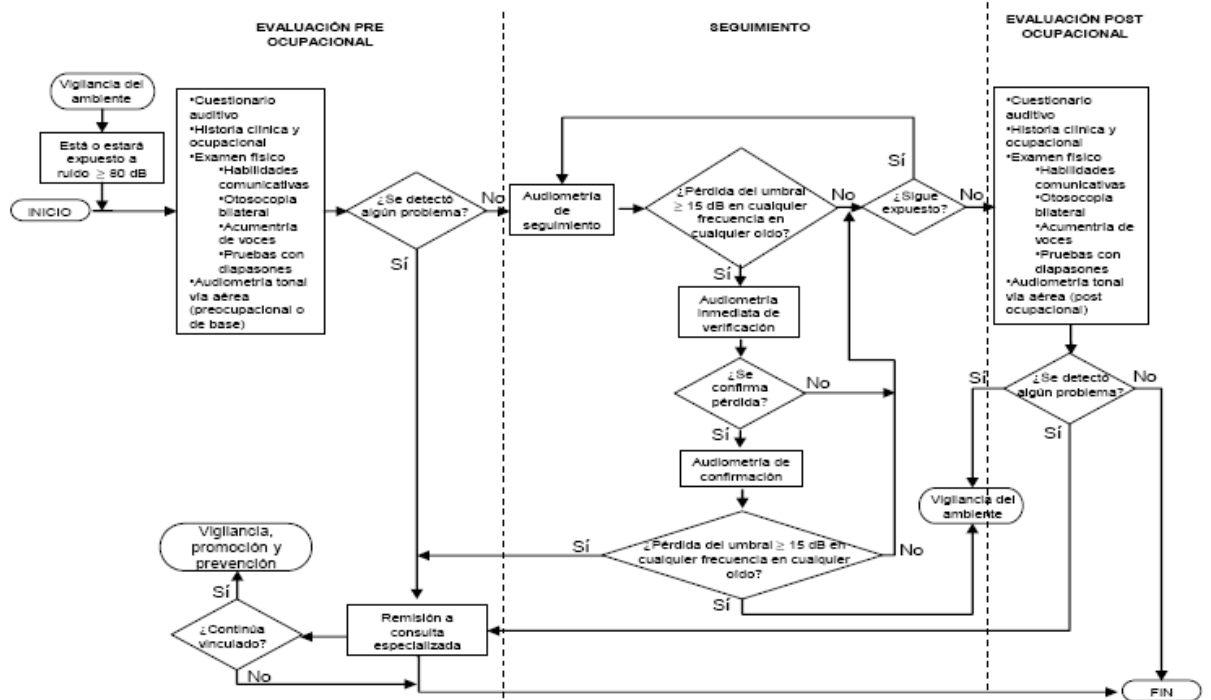 EVALUACIÓN PRE
OCUPACIONAL
SEGUIMIENTO
EVALUACIÓN POST
OCUPACIONAL
Vigilancia del
ambiente
Está o estará
expuesto a
ruido ≥ 80 dB
INICIO
•Cuestionario
auditivo
•Historia clínica y
ocupacional
•Examen físico
•Habilidades
comunicativas
•Otosocopia
bilateral
•Acumentría de
voces
•Pruebas con
diapasones
•Audiometría tonal
vía aérea
(preocupacional o
de base)
¿Se detectó
algún problema?
No
Sí
Audiometría
de
seguimiento
¿Pérdida del umbral
≥ 15 dB en cualquier
frecuencia en
cualquier oído?
No
Sí
¿Sigue
expuesto?
Sí
No
Audiometría
inmediata de
verificación
¿Se
confirma
pérdida?
No
Sí
Audiometría de
confirmación
¿Pérdida del umbral ≥ 15 dB en
cualquier frecuencia en cualquier
oído?
Sí
No
Sí
•Cuestionario
auditivo
•Historia clínica y
ocupacional
•Examen físico
•Habilidades
comunicativas
•Otosocopia
bilateral
•Acumentría de
voces
•Pruebas con
diapasones
•Audiometría tonal
vía aérea (post
ocupacional)
¿Se detectó
algún problema?
Sí
No
Sí
Vigilancia del
ambiente
Vigilancia,
promoción y
prevención
Sí
¿Continúa
vinculado?
No
Remisión a
consulta
especializada
FIN